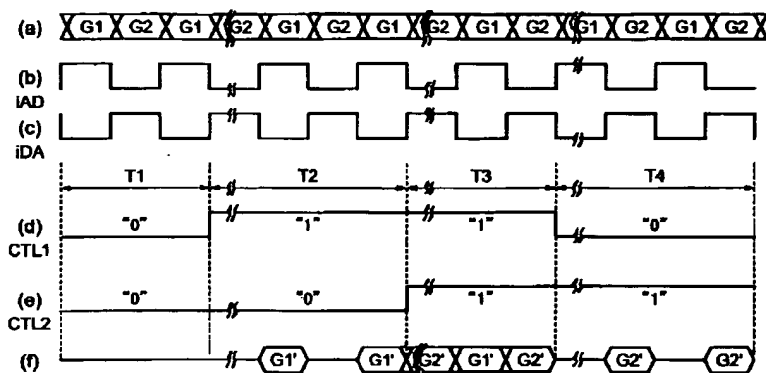 (a) G1 G2 G1 G2 G1 G2 G1 G2 G1 G2 G1 G2 G1 G2
(b)
iAD
(c)
iDA
T1 T2 T3 T4
(d) "0" "1" "1" "0"
CTL1
(e) "0" "0" "1" "1"
CTL2
(f) G1' G1' G2' G1' G2' G2' G2'